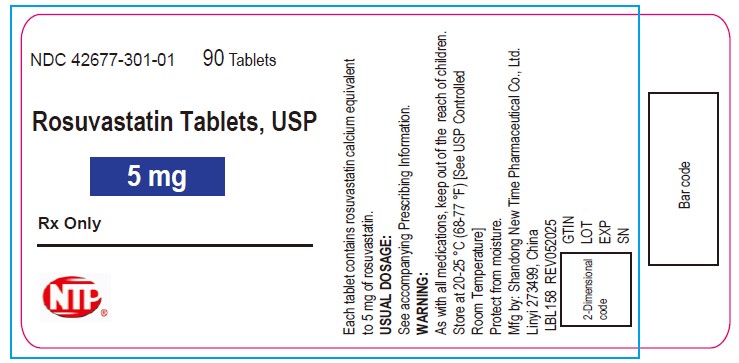 NDC 42677-301-01 90 Tablets
Rosuvastatin Tablets, USP
5 mg
Rx Only
NTP®
Each tablet contains rosuvastatin calcium equivalent
to 5 mg of rosuvastatin.
USUAL DOSAGE:
See accompanying Prescribing Information.
WARNING:
As with all medications, keep out of the reach of children.
Store at 20-25 °C (68-77 °F) [See USP Controlled
Room Temperature]
Protect from moisture.
Mfg by: Shandong New Time Pharmaceutical Co., Ltd.
Linyi 273499, China
LBL158 REV052025
2-Dimensional
code
GTIN
LOT
EXP
SN
Bar code